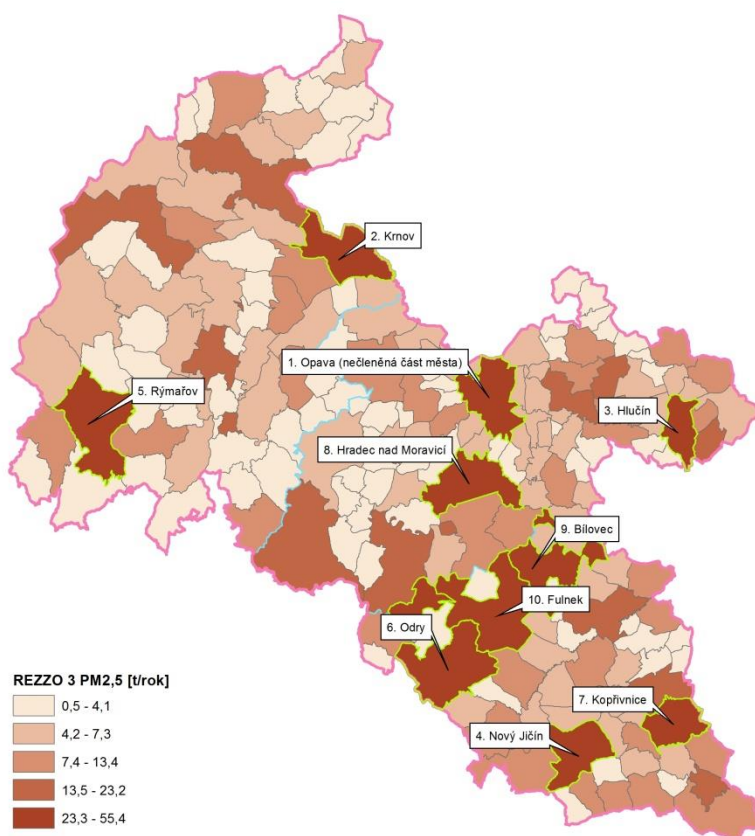 2. Krnov
1. Opava (nečleněná část města)
5. Rýmařov
3. Hlučín
8. Hradec nad Moravicí
9. Bílovec
10. Fulnek
6. Odry
7. Kopřivnice
4. Nový Jičín
REZZO 3 PM2,5 [t/rok]
0,5 - 4,1
4,2 - 7,3
7,4 - 13,4
13,5 - 23,2
23,3 - 55,4